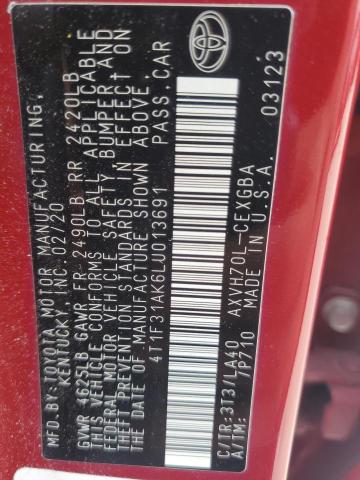 MFD. BY: TOYOTA MOTOR MANUFACTURING,
KENTUCKY, INC. 02/20
GVWR 4625LB GAWR FR 2490LB RR 2420LB
THIS VEHICLE CONFORMS TO ALL APPLICABLE
FEDERAL MOTOR VEHICLE SAFETY, BUMPER AND
THEFT PREVENTION STANDARDS IN EFFECT ON
THE DATE OF MANUFACTURE SHOWN ABOVE.
4T1F31AK6LU013691 PASS.CAR
C/TR:3T3/LA40 AXVH70L-CEXGBA
A/TM: /P710 03123
TOYOTA